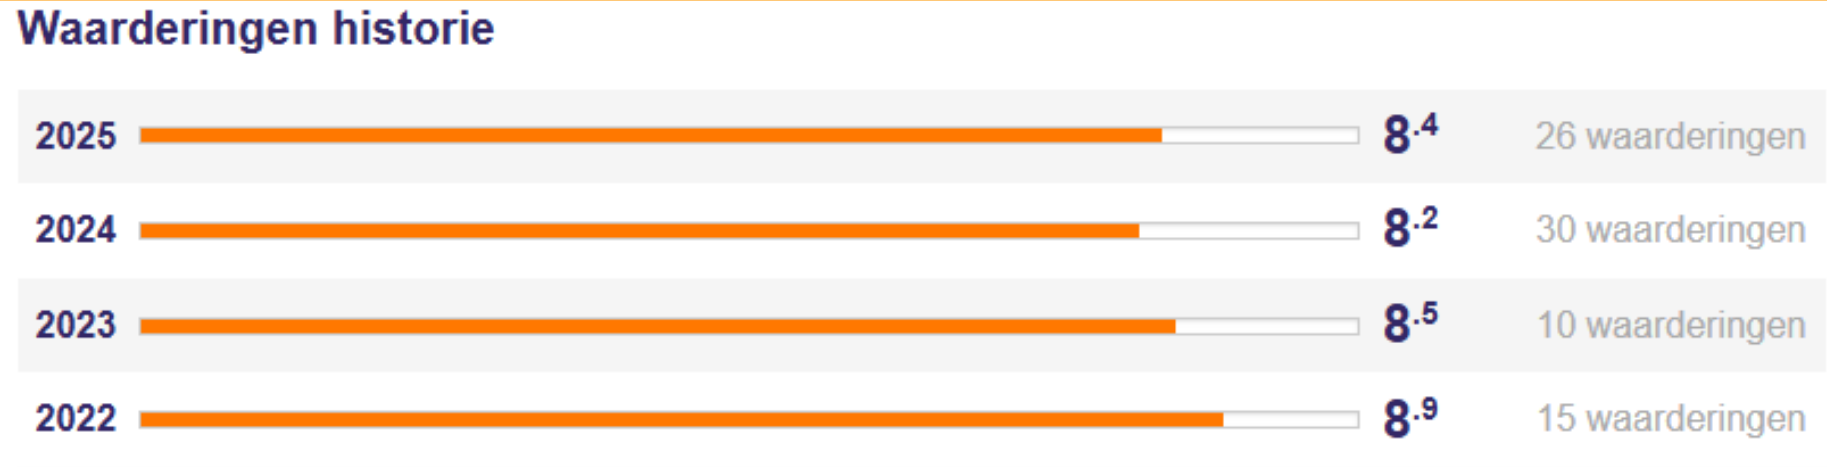 Waarderingen historie
2025 8.4 26 waarderingen
2024 8.2 30 waarderingen
2023 8.5 10 waarderingen
2022 8.9 15 waarderingen